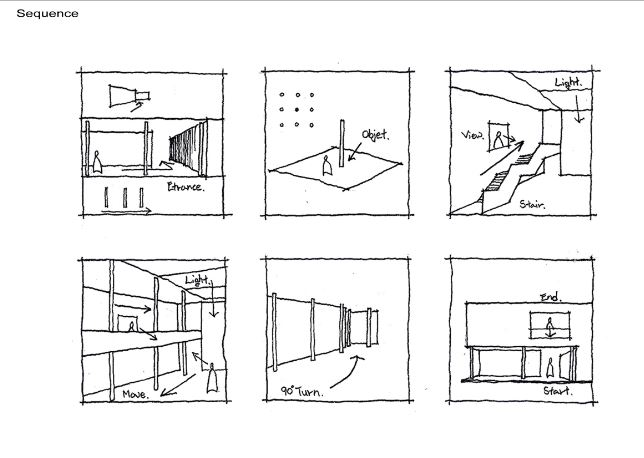 Sequence
Light.
Objet.
View.
Etrance.
Stair.
Light.
End.
Move.
90° Turn.
Start.